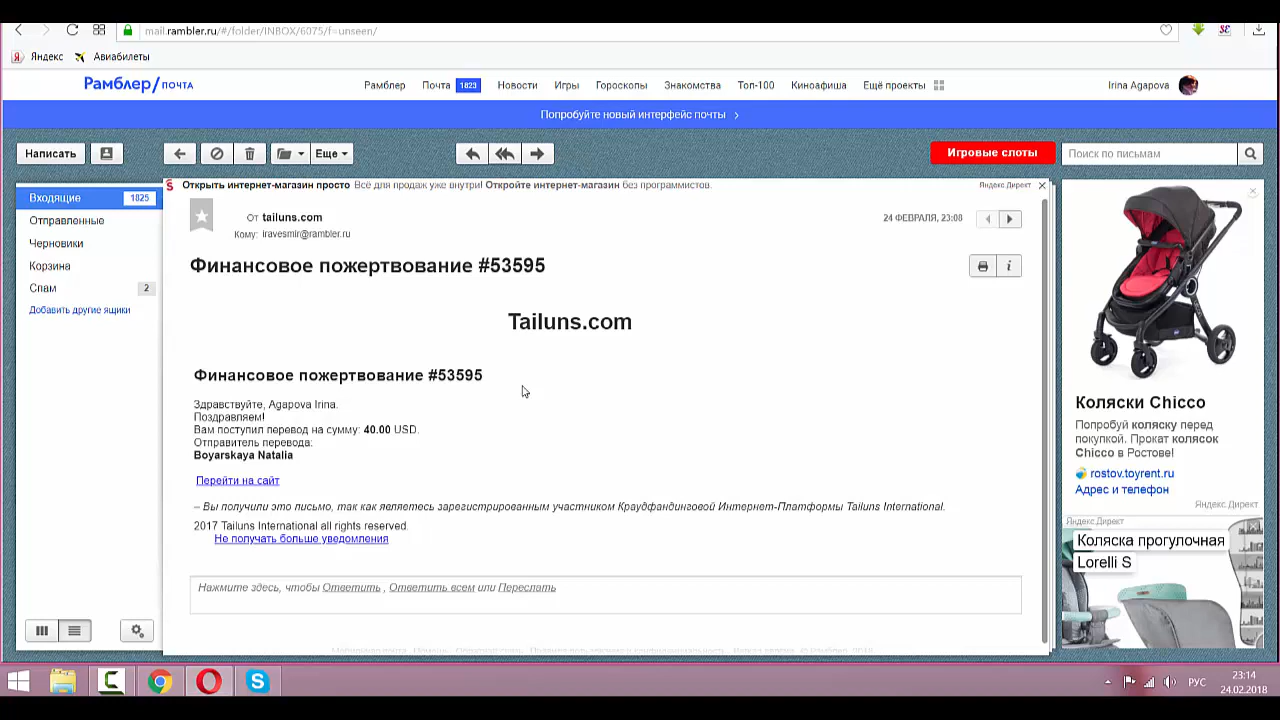 mail.rambler.ru/#/folder/INBOX/6075/f=unseen/
Яндекс Авиабилеты
Рамблер/почта
Рамблер Почта 1823 Новости Игры Гороскопы Знакомства Топ-100 Киноафиша Ещё проекты
Irina Agapova
Попробуйте новый интерфейс почты
Написать
Еще
Игровые слоты
Поиск по письмам
Входящие 1825
Отправленные
Черновики
Корзина
Спам 2
Добавить другие ящики
Открыть интернет-магазин просто Всё для продаж уже внутри! Откройте интернет-магазин без программистов.
Яндекс.Директ
От tailuns.com
24 ФЕВРАЛЯ, 23:08
Кому: iravesmir@rambler.ru
Финансовое пожертвование #53595
Tailuns.com
Финансовое пожертвование #53595
Здравствуйте, Agapova Irina.
Поздравляем!
Вам поступил перевод на сумму: 40.00 USD.
Отправитель перевода:
Boyarskaya Natalia
Перейти на сайт
– Вы получили это письмо, так как являетесь зарегистрированным участником Краудфандинговой Интернет-Платформы Tailuns International.
2017 Tailuns International all rights reserved.
Не получать больше уведомления
Нажмите здесь, чтобы Ответить , Ответить всем или Переслать
Коляски Chicco
Попробуй коляску перед
покупкой. Прокат колясок
Chicco в Ростове!
rostov.toyrent.ru
Адрес и телефон
Яндекс.Директ
Яндекс.Директ
Коляска прогулочная
Lorelli S
РУС
23:14
24.02.2018